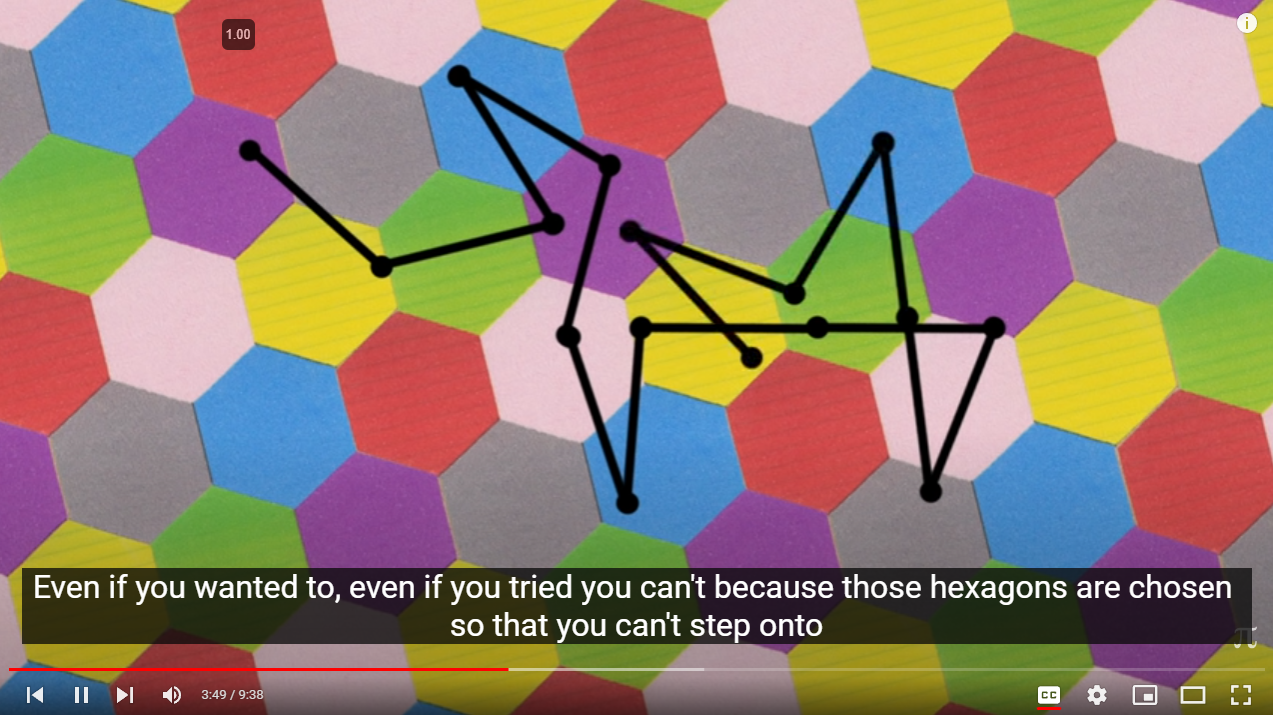 1.00
i
Even if you wanted to, even if you tried you can't because those hexagons are chosen
so that you can't step onto
π
3:49 / 9:38
CC